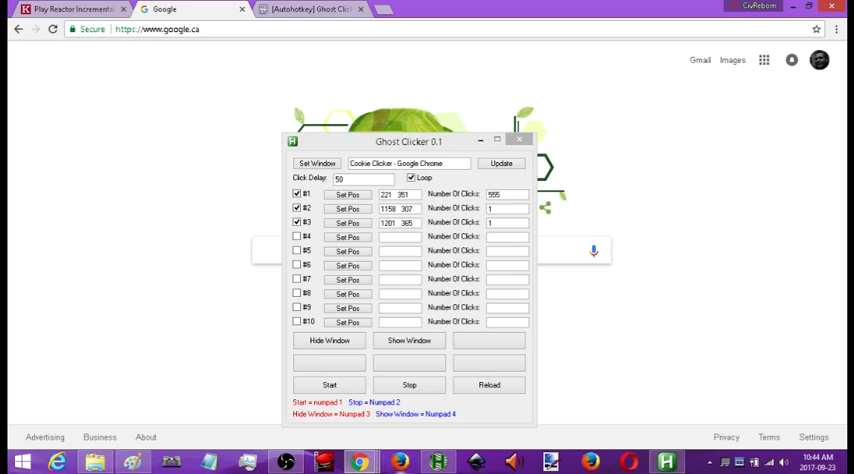 Play Reactor Incremental
Google
[Autohotkey] Ghost Clic
CivReborn
Secure
https://www.google.ca
Gmail Images
Ghost Clicker 0.1
Set Window Cookie Clicker - Google Chrome Update
Click Delay: 50 Loop
#1 Set Pos 221 351 Number Of Clicks: 555
#2 Set Pos 1158 307 Number Of Clicks: 1
#3 Set Pos 1201 365 Number Of Clicks: 1
#4 Set Pos Number Of Clicks:
#5 Set Pos Number Of Clicks:
#6 Set Pos Number Of Clicks:
#7 Set Pos Number Of Clicks:
#8 Set Pos Number Of Clicks:
#9 Set Pos Number Of Clicks:
#10 Set Pos Number Of Clicks:
Hide Window Show Window
Start Stop Reload
Start = numpad 1 Stop = Numpad 2
Hide Window = Numpad 3 Show Window = Numpad 4
Advertising Business About Privacy Terms Settings
10:44 AM
2017-09-23